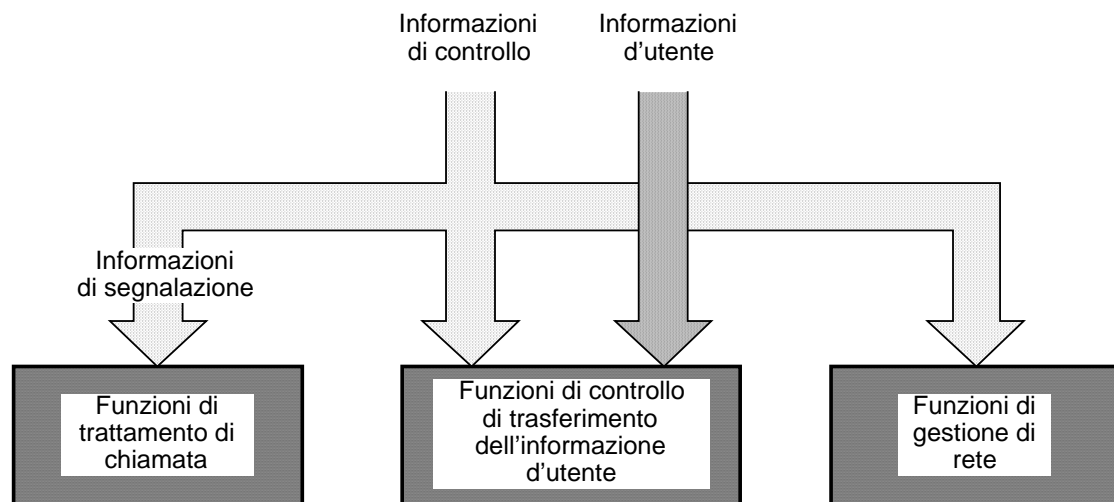 Informazioni
di controllo
Informazioni
d’utente
Informazioni
di segnalazione
Funzioni di
trattamento di
chiamata
Funzioni di controllo
di trasferimento
dell’informazione
d’utente
Funzioni di
gestione di
rete